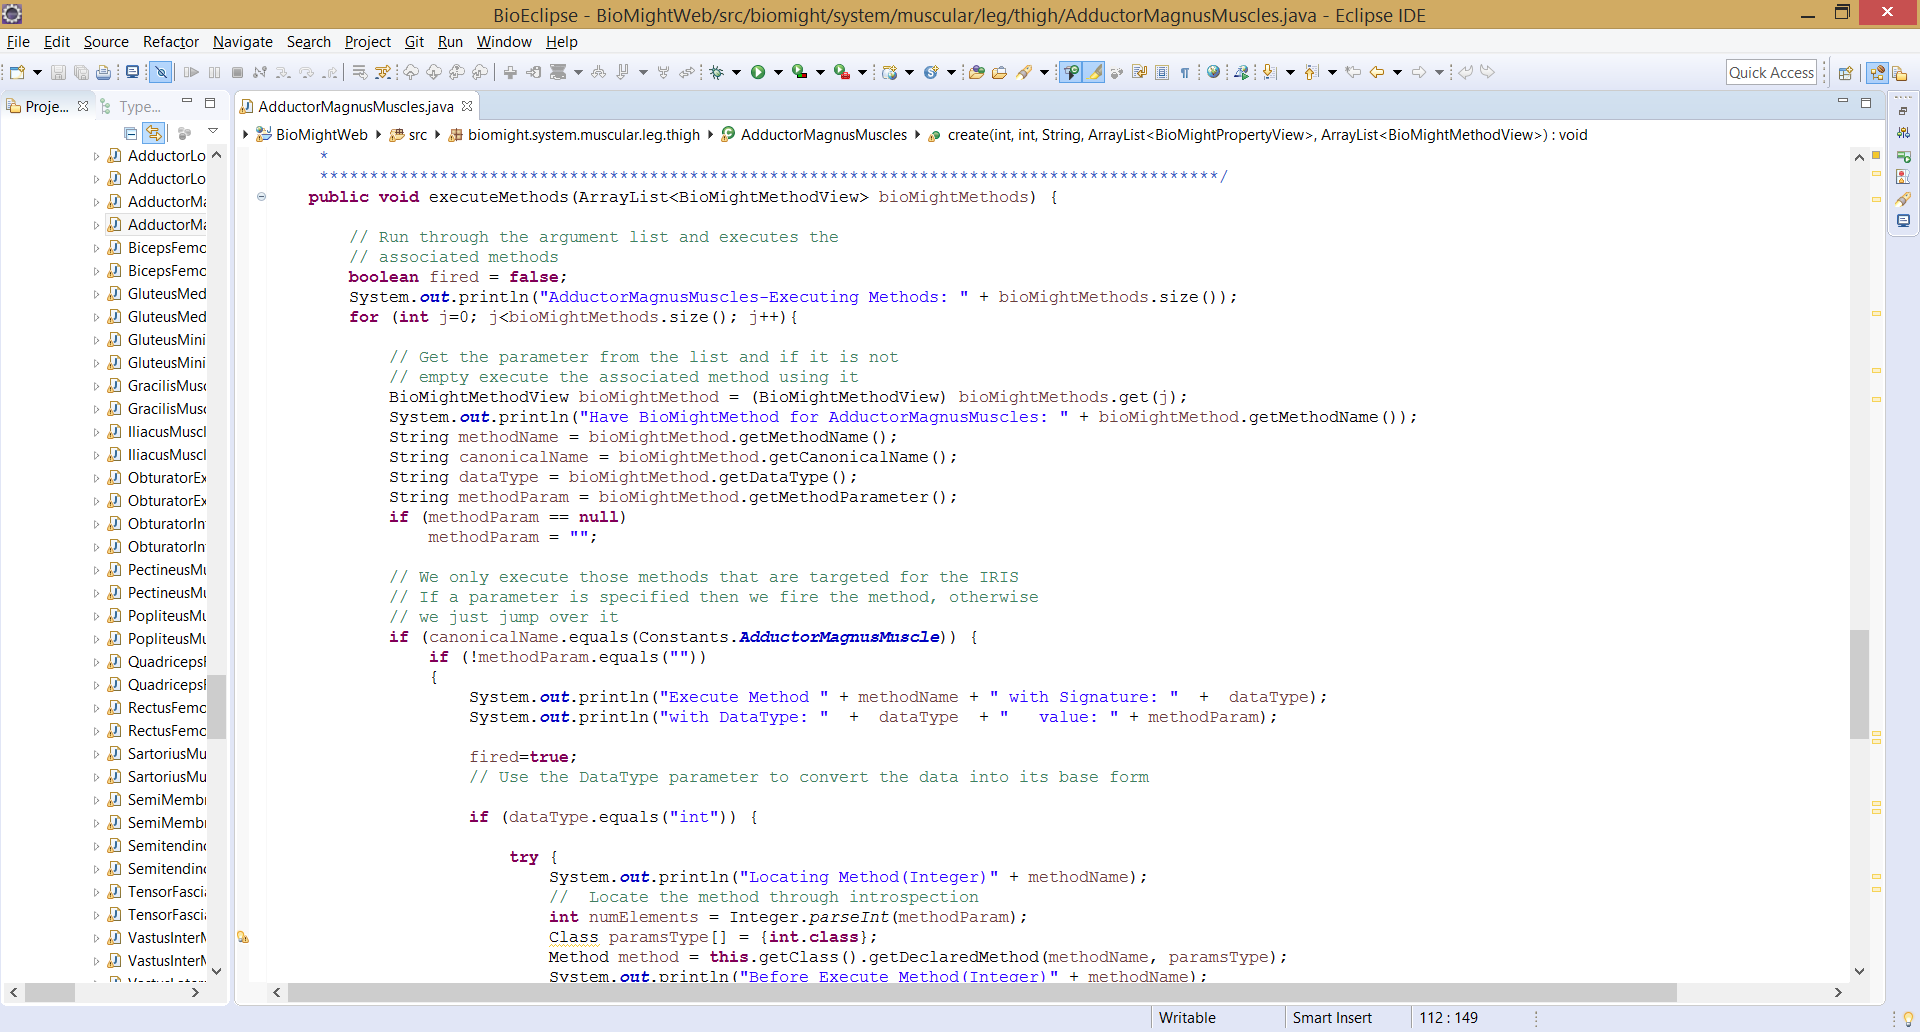 BioEclipse - BioMightWeb/src/biomight/system/muscular/leg/thigh/AdductorMagnusMuscles.java - Eclipse IDE
File Edit Source Refactor Navigate Search Project Git Run Window Help
Quick Access
Proje... Type...
AdductorMagnusMuscles.java
BioMightWeb src biomight.system.muscular.leg.thigh AdductorMagnusMuscles create(int, int, String, ArrayList<BioMightPropertyView>, ArrayList<BioMightMethodView>) : void
AdductorLo
AdductorLo
AdductorMa
AdductorMa
BicepsFemo
BicepsFemo
GluteusMed
GluteusMed
GluteusMini
GluteusMini
GracilisMusc
GracilisMusc
IliacusMuscl
IliacusMuscl
ObturatorEx
ObturatorEx
ObturatorIn
ObturatorIn
PectineusMu
PectineusMu
PopliteusMu
PopliteusMu
QuadricepsF
QuadricepsF
RectusFemo
RectusFemo
SartoriusMu
SartoriusMu
SemiMembr
SemiMembr
Semitendino
Semitendino
TensorFascia
TensorFascia
VastusInterM
VastusInterM
*
******************************************************************************************/
public void executeMethods(ArrayList<BioMightMethodView> bioMightMethods) {
// Run through the argument list and executes the
// associated methods
boolean fired = false;
System.out.println("AdductorMagnusMuscles-Executing Methods: " + bioMightMethods.size());
for (int j=0; j<bioMightMethods.size(); j++){
// Get the parameter from the list and if it is not
// empty execute the associated method using it
BioMightMethodView bioMightMethod = (BioMightMethodView) bioMightMethods.get(j);
System.out.println("Have BioMightMethod for AdductorMagnusMuscles: " + bioMightMethod.getMethodName());
String methodName = bioMightMethod.getMethodName();
String canonicalName = bioMightMethod.getCanonicalName();
String dataType = bioMightMethod.getDataType();
String methodParam = bioMightMethod.getMethodParameter();
if (methodParam == null)
methodParam = "";
// We only execute those methods that are targeted for the IRIS
// If a parameter is specified then we fire the method, otherwise
// we just jump over it
if (canonicalName.equals(Constants.AdductorMagnusMuscle)) {
if (!methodParam.equals(""))
{
System.out.println("Execute Method " + methodName + " with Signature: "  +  dataType);
System.out.println("with DataType: "  +  dataType  + "   value: " + methodParam);
fired=true;
// Use the DataType parameter to convert the data into its base form
if (dataType.equals("int")) {
try {
System.out.println("Locating Method(Integer)" + methodName);
//  Locate the method through introspection
int numElements = Integer.parseInt(methodParam);
Class paramsType[] = {int.class};
Method method = this.getClass().getDeclaredMethod(methodName, paramsType);
System.out.println("Before Execute Method(Integer)" + methodName);
Writable Smart Insert 112 : 149